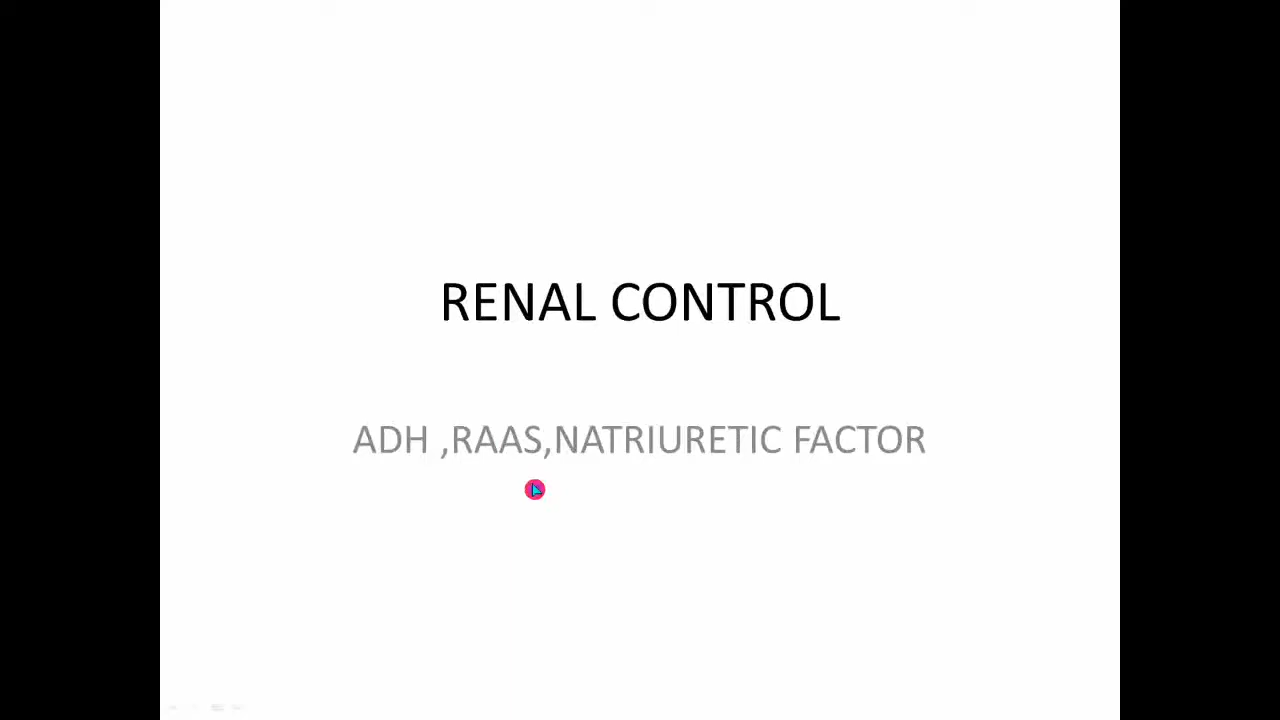 RENAL CONTROL
ADH ,RAAS,NATRIURETIC FACTOR